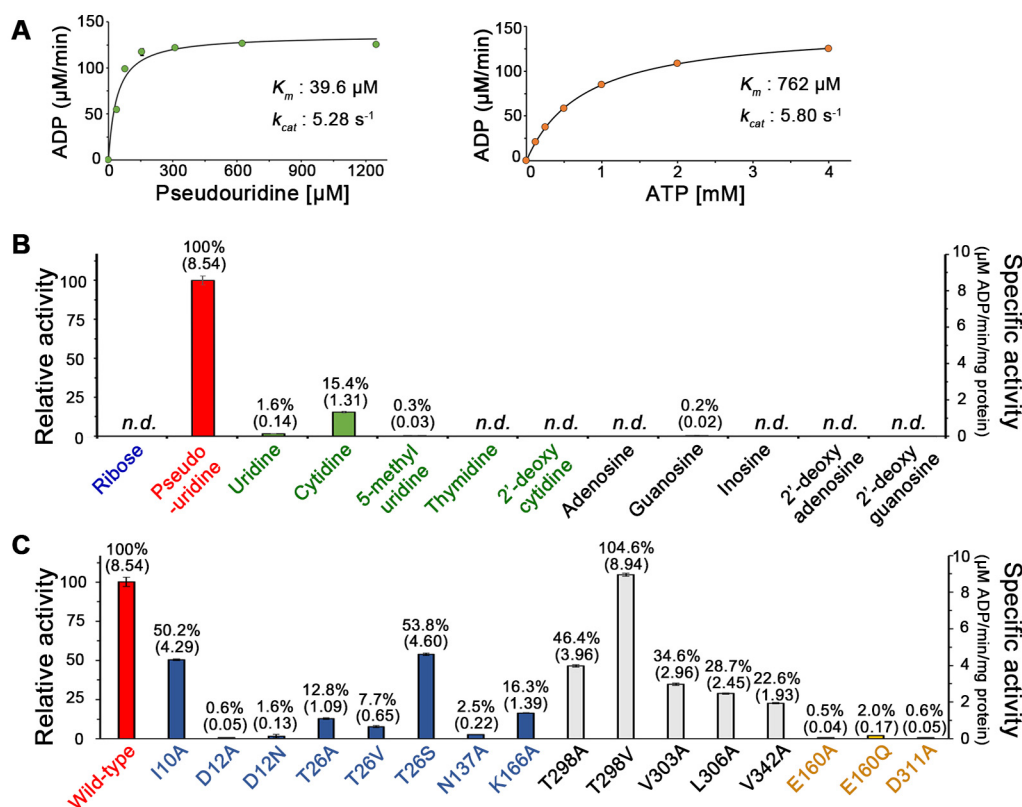 A
ADP (µM/min)
150
100
50
0
0
300
600
900
1200
Pseudouridine [µM]
Km : 39.6 µM
kcat : 5.28 s-1
ADP (µM/min)
150
100
50
0
0
1
2
3
4
ATP [mM]
Km : 762 µM
kcat : 5.80 s-1
B
Relative activity
100
75
50
25
0
n.d.
100%
(8.54)
1.6%
(0.14)
15.4%
(1.31)
0.3%
(0.03)
n.d.
n.d.
n.d.
0.2%
(0.02)
n.d.
n.d.
n.d.
10
8
6
4
2
0
(µM ADP/min/mg protein)
Specific activity
Ribose
Pseudo
-uridine
Uridine
Cytidine
5-methyl
uridine
Thymidine
2'-deoxy
cytidine
Adenosine
Guanosine
Inosine
2'-deoxy
adenosine
2'-deoxy
guanosine
C
Relative activity
100
75
50
25
0
100%
(8.54)
50.2%
(4.29)
0.6%
(0.05)
1.6%
(0.13)
12.8%
(1.09)
7.7%
(0.65)
53.8%
(4.60)
2.5%
(0.22)
16.3%
(1.39)
46.4%
(3.96)
104.6%
(8.94)
34.6%
(2.96)
28.7%
(2.45)
22.6%
(1.93)
0.5%
(0.04)
2.0%
(0.17)
0.6%
(0.05)
10
8
6
4
2
0
(µM ADP/min/mg protein)
Specific activity
Wild-type
I10A
D12A
D12N
T26A
T26V
T26S
N137A
K166A
T298A
T298V
V303A
L306A
V342A
E160A
E160Q
D311A